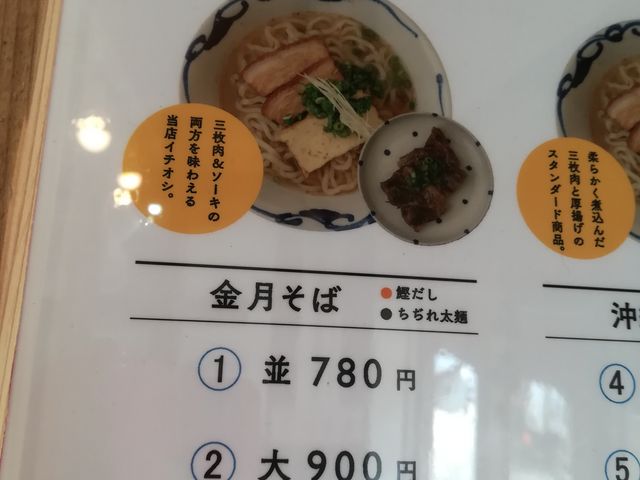 三枚肉&ソーキの
両方を味わえる
当店イチオシ。
柔らかく煮込んだ
三枚肉と厚揚げの
スタンダード商品。
金月そば
鰹だし
ちぢれ太麺
① 並 780円
② 大 900円
沖
④
⑤